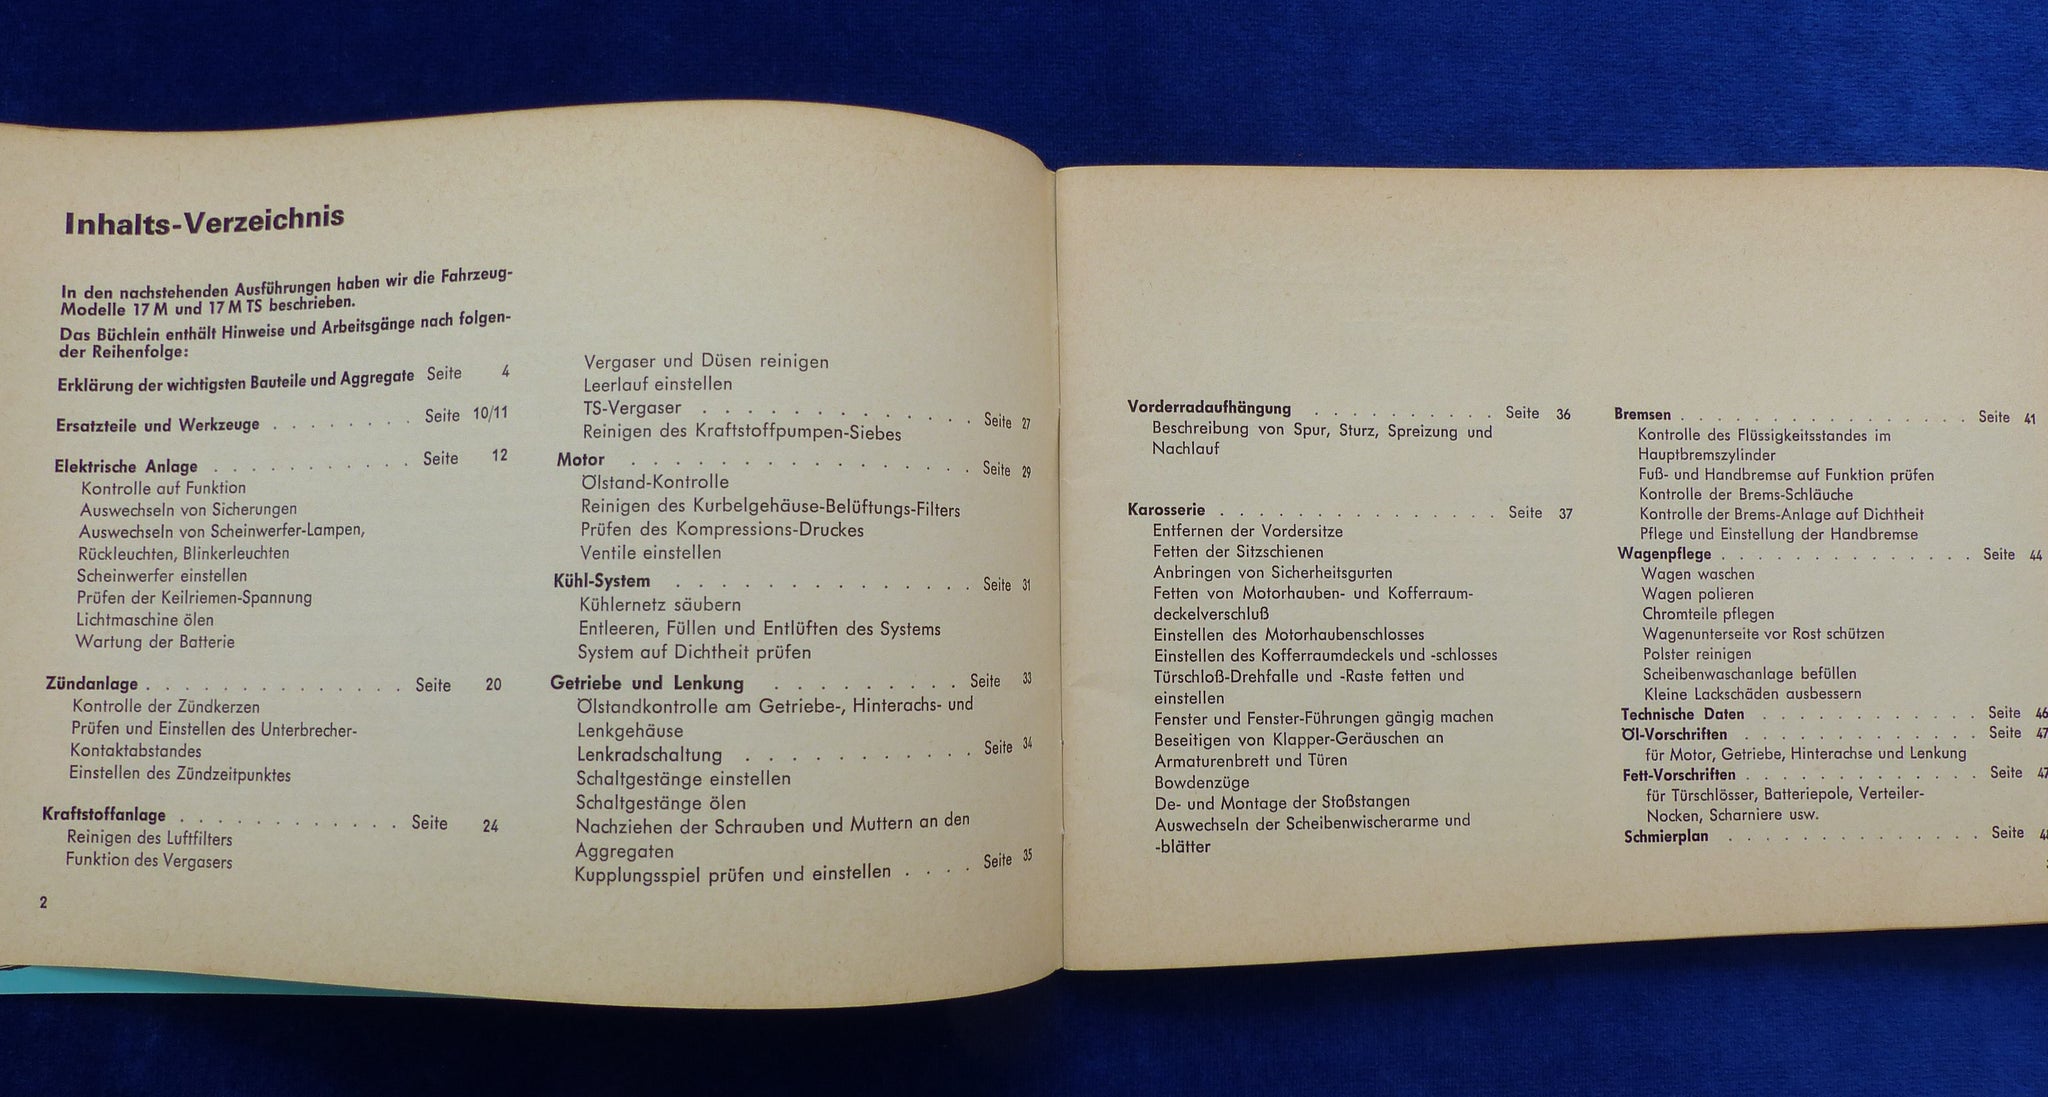 Inhalts-Verzeichnis
In den nachstehenden Ausführungen haben wir die Fahrzeug-
Modelle 17 M und 17 M TS beschrieben.
Das Büchlein enthält Hinweise und Arbeitsgänge nach folgen-
der Reihenfolge:
Erklärung der wichtigsten Bauteile und Aggregate Seite 4
Ersatzteile und Werkzeuge . . . . . . . . Seite 10/11
Elektrische Anlage . . . . . . . . . . . Seite 12
Kontrolle auf Funktion
Auswechseln von Sicherungen
Auswechseln von Scheinwerfer-Lampen,
Rückleuchten, Blinkerleuchten
Scheinwerfer einstellen
Prüfen der Keilriemen-Spannung
Lichtmaschine ölen
Wartung der Batterie
Zündanlage . . . . . . . . . . . . Seite 20
Kontrolle der Zündkerzen
Prüfen und Einstellen des Unterbrecher-
Kontaktabstandes
Einstellen des Zündzeitpunktes
Kraftstoffanlage . . . . . . . . . . . Seite 24
Reinigen des Luftfilters
Funktion des Vergasers
2
Vergaser und Düsen reinigen
Leerlauf einstellen
TS-Vergaser . . . . . . . . . . . . Seite 27
Reinigen des Kraftstoffpumpen-Siebes
Motor . . . . . . . . . . . . . . . . Seite 29
Ölstand-Kontrolle
Reinigen des Kurbelgehäuse-Belüftungs-Filters
Prüfen des Kompressions-Druckes
Ventile einstellen
Kühl-System . . . . . . . . . . . . Seite 31
Kühlernetz säubern
Entleeren, Füllen und Entlüften des Systems
System auf Dichtheit prüfen
Getriebe und Lenkung . . . . . . . . . Seite 33
Ölstandkontrolle am Getriebe-, Hinterachs- und
Lenkgehäuse
Lenkradschaltung . . . . . . . . . . . Seite 34
Schaltgestänge einstellen
Schaltgestänge ölen
Nachziehen der Schrauben und Muttern an den
Aggregaten
Kupplungsspiel prüfen und einstellen . . . . Seite 35
Vorderradaufhängung . . . . . . . . . Seite 36
Beschreibung von Spur, Sturz, Spreizung und
Nachlauf
Karosserie . . . . . . . . . . . . . . . Seite 37
Entfernen der Vordersitze
Fetten der Sitzschienen
Anbringen von Sicherheitsgurten
Fetten von Motorhauben- und Kofferraum-
deckelverschluß
Einstellen des Motorhaubenschlosses
Einstellen des Kofferraumdeckels und -schlosses
Türschloß-Drehfalle und -Raste fetten und
einstellen
Fenster und Fenster-Führungen gängig machen
Beseitigen von Klapper-Geräuschen an
Armaturenbrett und Türen
Bowdenzüge
De- und Montage der Stoßstangen
Auswechseln der Scheibenwischerarme und
-blätter
Bremsen . . . . . . . . . . . . . Seite 41
Kontrolle des Flüssigkeitsstandes im
Hauptbremszylinder
Fuß- und Handbremse auf Funktion prüfen
Kontrolle der Brems-Schläuche
Kontrolle der Brems-Anlage auf Dichtheit
Pflege und Einstellung der Handbremse
Wagenpflege . . . . . . . . . . . . Seite 44
Wagen waschen
Wagen polieren
Chromteile pflegen
Wagenunterseite vor Rost schützen
Polster reinigen
Scheibenwaschanlage befüllen
Kleine Lackschäden ausbessern
Technische Daten . . . . . . . . . . Seite 46
Öl-Vorschriften . . . . . . . . . . . Seite 47
für Motor, Getriebe, Hinterachse und Lenkung
Fett-Vorschriften . . . . . . . . . . . Seite 47
für Türschlösser, Batteriepole, Verteiler-
Nocken, Scharniere usw.
Schmierplan . . . . . . . . . . . . Seite